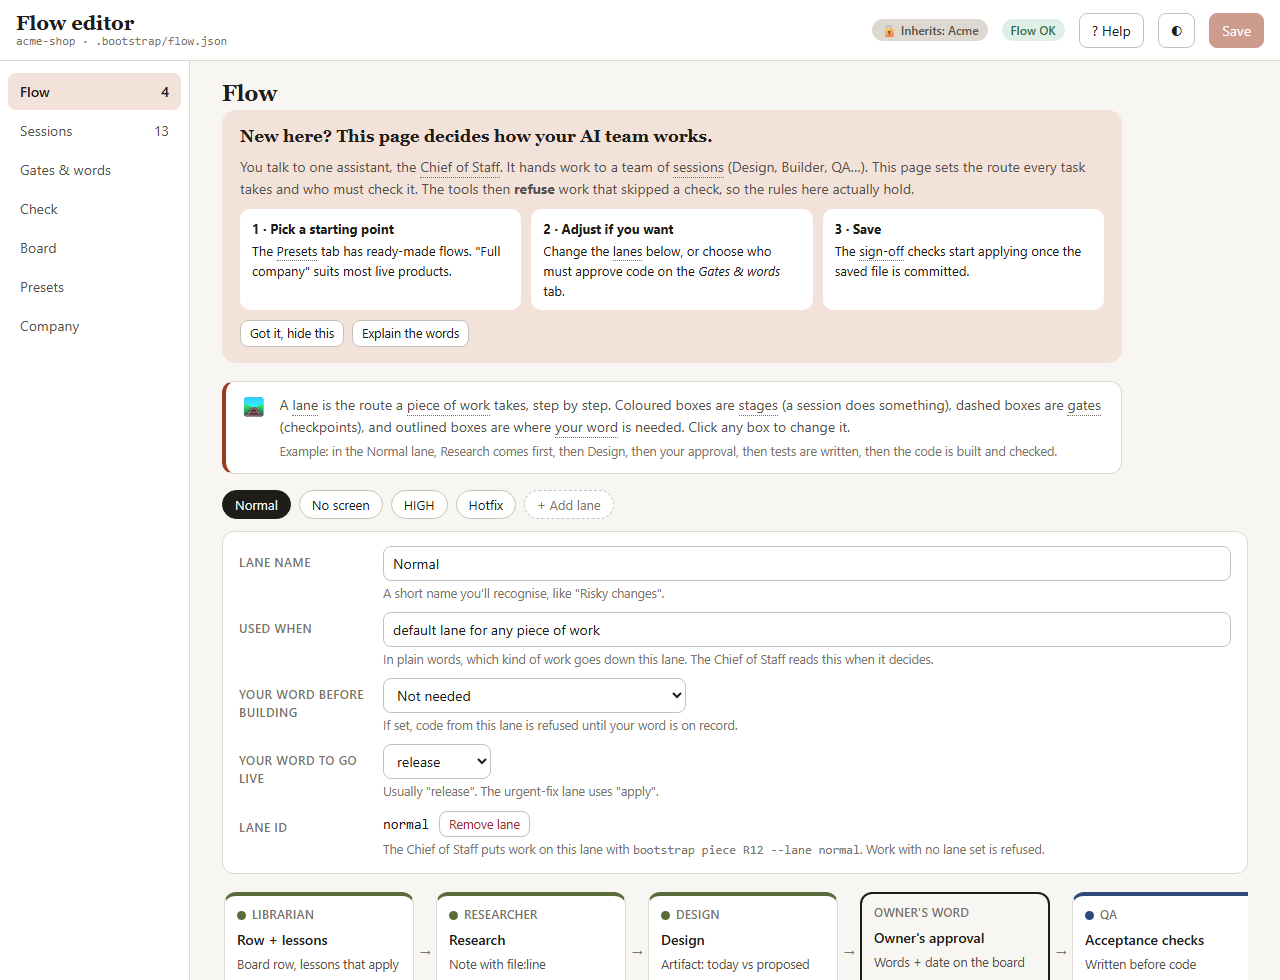 Flow editor
acme-shop · .bootstrap/flow.json
Inherits: Acme
Flow OK
? Help
Save
Flow 4
Sessions 13
Gates & words
Check
Board
Presets
Company
Flow
New here? This page decides how your AI team works.
You talk to one assistant, the Chief of Staff. It hands work to a team of sessions (Design, Builder, QA...). This page sets the route every task
takes and who must check it. The tools then refuse work that skipped a check, so the rules here actually hold.
1 · Pick a starting point
The Presets tab has ready-made flows. "Full
company" suits most live products.
2 · Adjust if you want
Change the lanes below, or choose who
must approve code on the Gates & words
tab.
3 · Save
The sign-off checks start applying once the
saved file is committed.
Got it, hide this
Explain the words
A lane is the route a piece of work takes, step by step. Coloured boxes are stages (a session does something), dashed boxes are gates
(checkpoints), and outlined boxes are where your word is needed. Click any box to change it.
Example: in the Normal lane, Research comes first, then Design, then your approval, then tests are written, then the code is built and checked.
Normal
No screen
HIGH
Hotfix
+ Add lane
LANE NAME
Normal
A short name you'll recognise, like "Risky changes".
USED WHEN
default lane for any piece of work
In plain words, which kind of work goes down this lane. The Chief of Staff reads this when it decides.
YOUR WORD BEFORE
BUILDING
Not needed
If set, code from this lane is refused until your word is on record.
YOUR WORD TO GO
LIVE
release
Usually "release". The urgent-fix lane uses "apply".
LANE ID
normal
Remove lane
The Chief of Staff puts work on this lane with bootstrap piece R12 --lane normal. Work with no lane set is refused.
LIBRARIAN
Row + lessons
Board row, lessons that apply
→
RESEARCHER
Research
Note with file:line
→
DESIGN
Design
Artifact: today vs proposed
→
OWNER'S WORD
Owner's approval
Words + date on the board
→
QA
Acceptance checks
Written before code